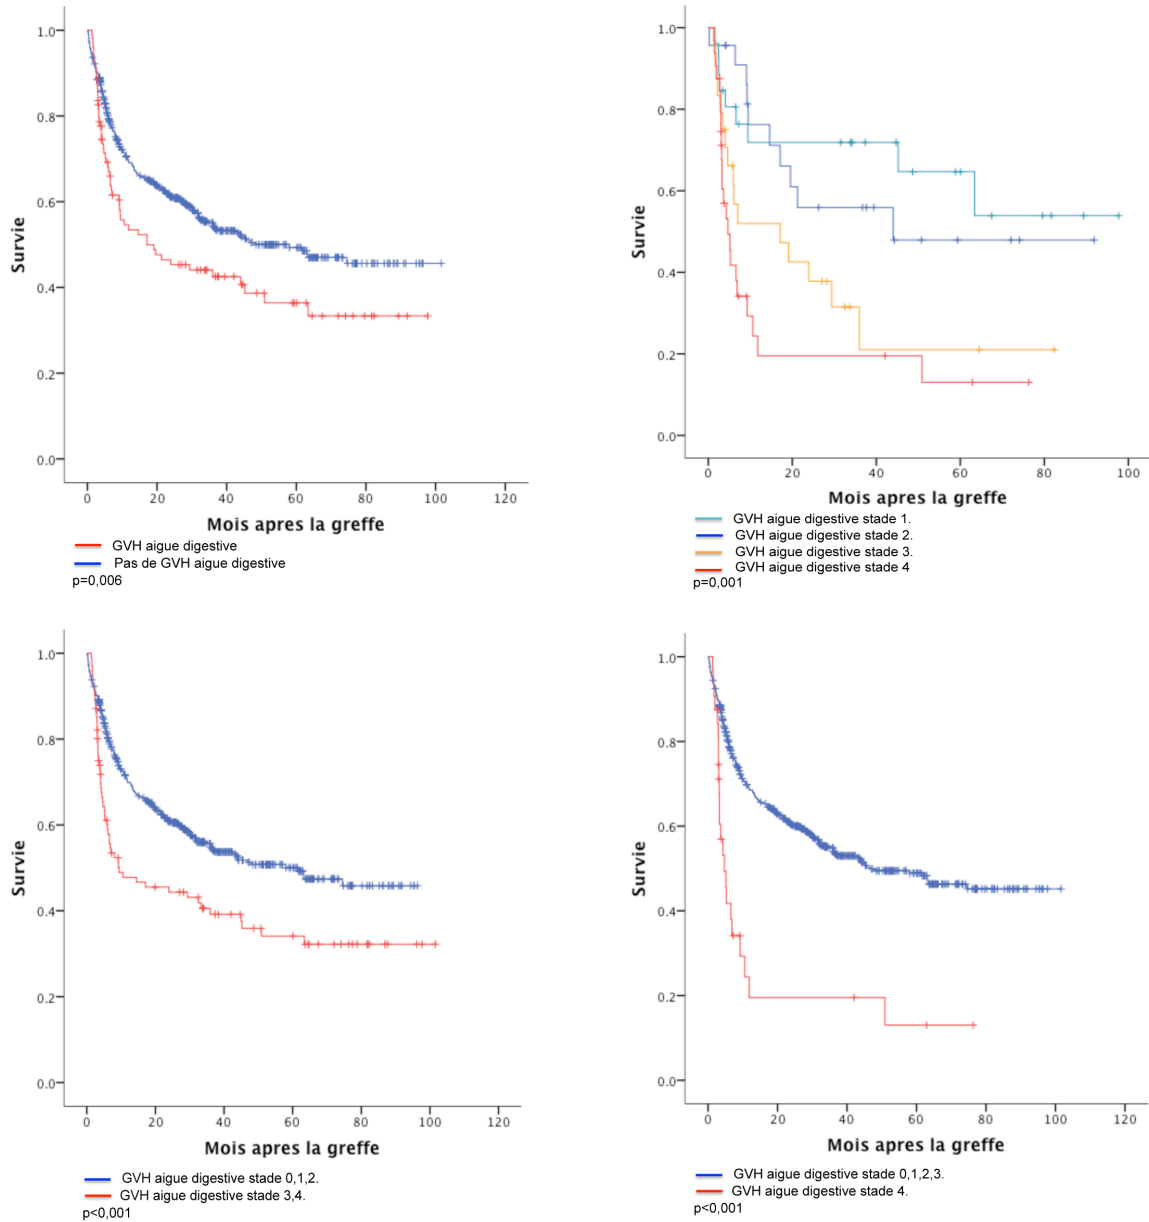 1.0
0.8
0.6
0.4
0.2
0.0
Survie
0 20 40 60 80 100 120
Mois apres la greffe
GVH aigue digestive
Pas de GVH aigue digestive
p=0,006
1.0
0.8
0.6
0.4
0.2
0.0
Survie
0 20 40 60 80 100
Mois apres la greffe
GVH aigue digestive stade 1.
GVH aigue digestive stade 2.
GVH aigue digestive stade 3.
GVH aigue digestive stade 4
p=0,001
1.0
0.8
0.6
0.4
0.2
0.0
Survie
0 20 40 60 80 100 120
Mois apres la greffe
GVH aigue digestive stade 0,1,2.
GVH aigue digestive stade 3,4.
p<0,001
1.0
0.8
0.6
0.4
0.2
0.0
Survie
0 20 40 60 80 100 120
Mois apres la greffe
GVH aigue digestive stade 0,1,2,3.
GVH aigue digestive stade 4.
p<0,001